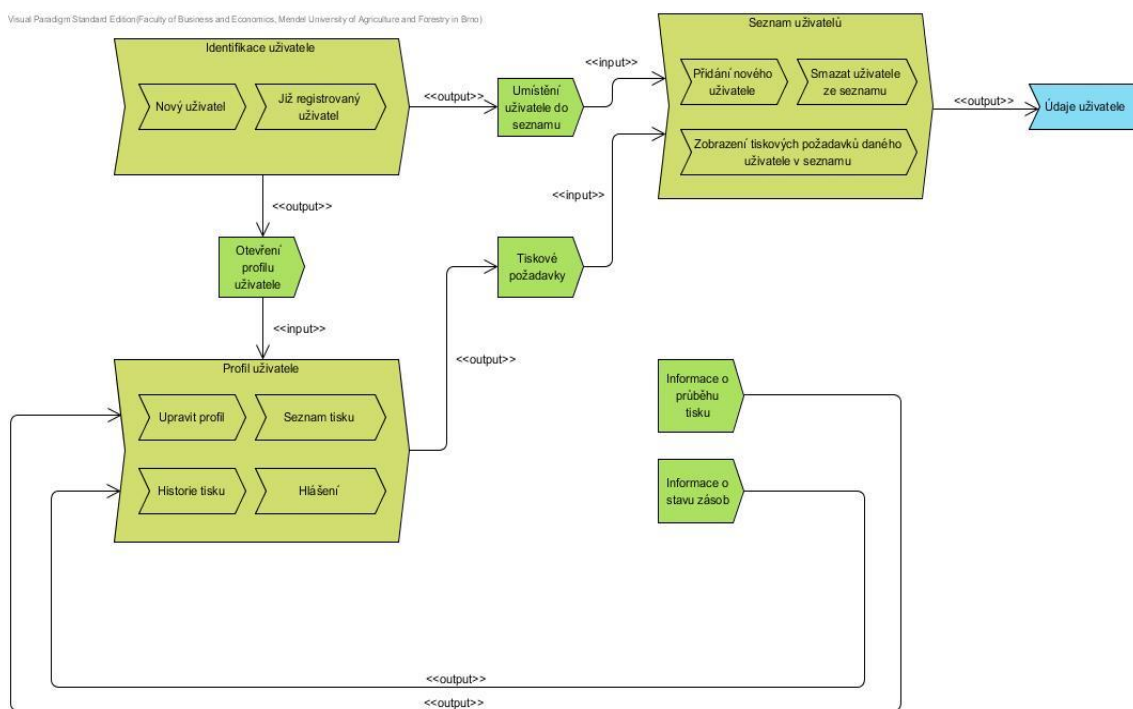 Visual Paradigm Standard Edition(Faculty of Business and Economics, Mendel University of Agriculture and Forestry in Brno)
Identifikace uživatele
Nový uživatel
Již registrovaný
uživatel
<<output>>
Umístění
uživatele do
seznamu
<<input>>
Seznam uživatelů
Přidání nového
uživatele
Smazat uživatele
ze seznamu
Zobrazení tiskových požadavků daného
uživatele v seznamu
<<output>>
Údaje uživatele
<<output>>
Otevření
profilu
uživatele
<<input>>
Tiskové
požadavky
<<input>>
<<output>>
Profil uživatele
Upravit profil
Seznam tisku
Historie tisku
Hlášení
Informace o
průběhu
tisku
Informace o
stavu zásob
<<output>>
<<output>>